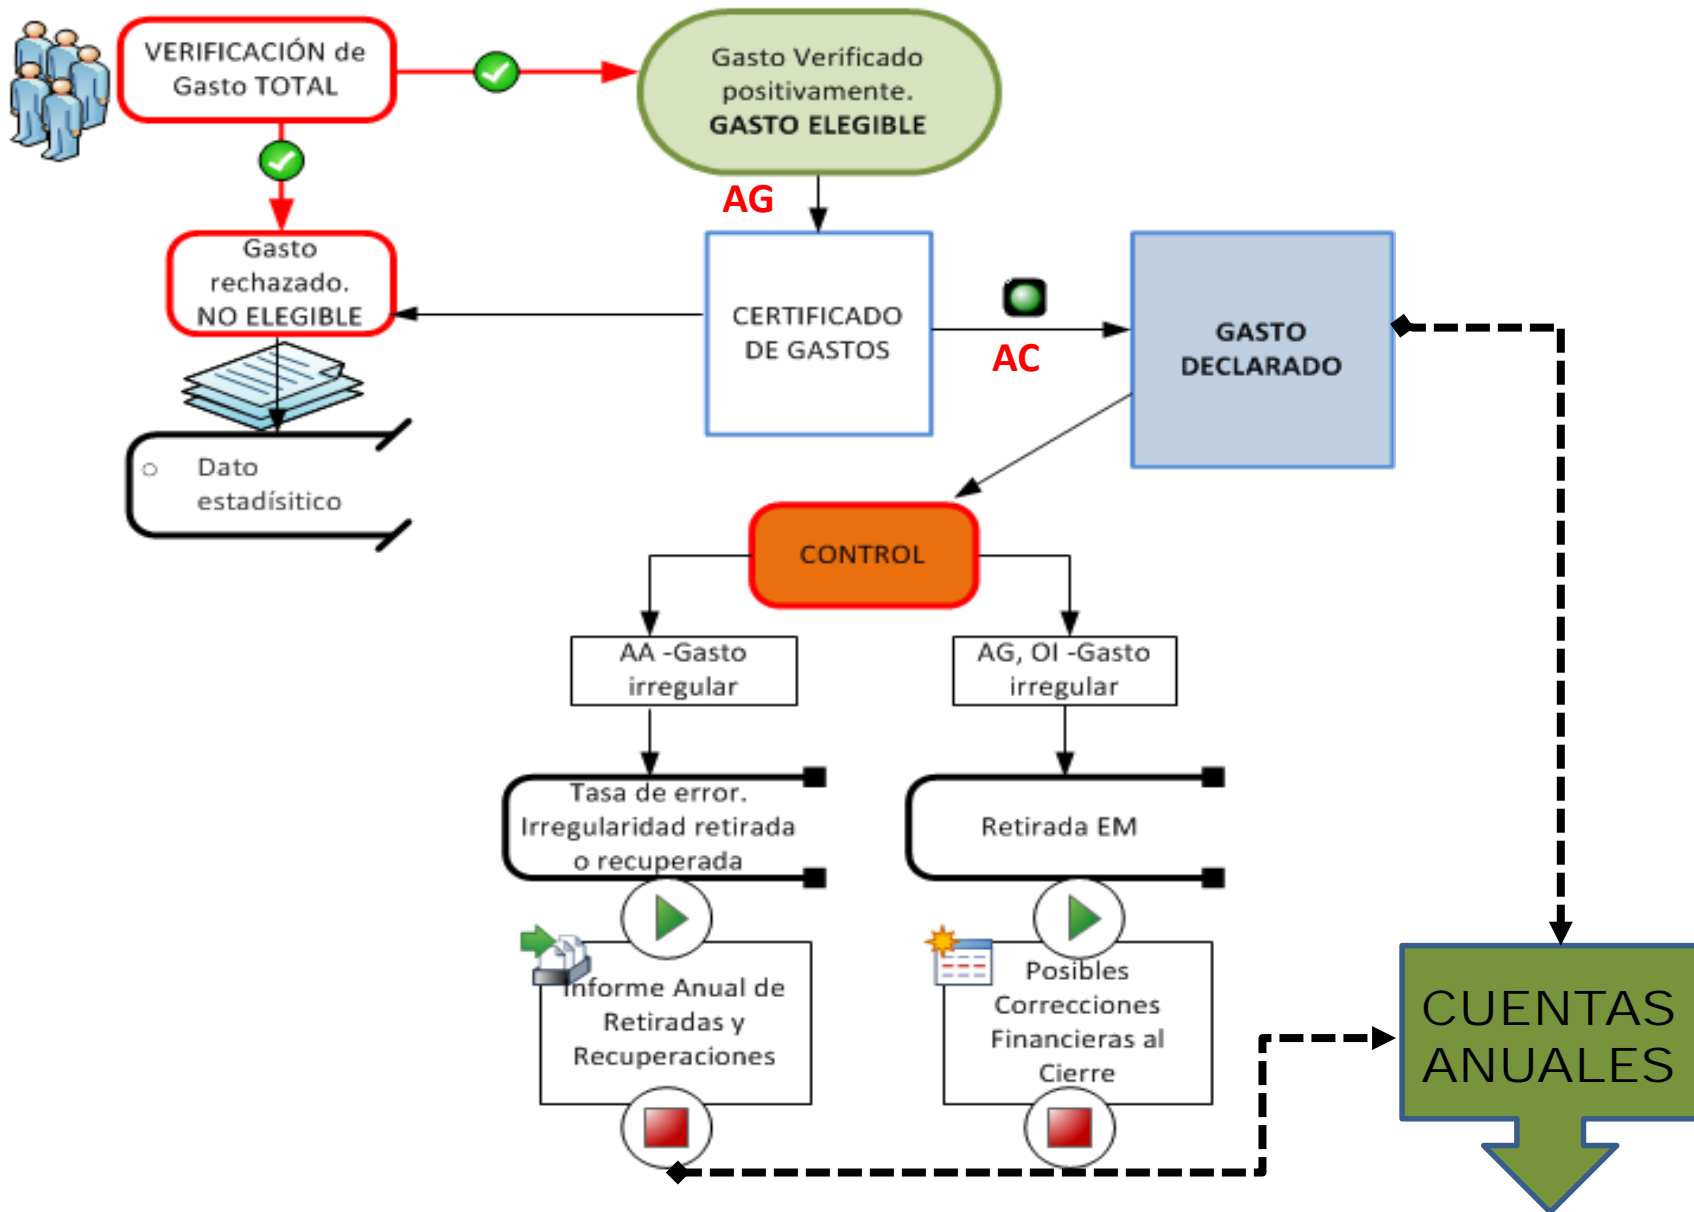 VERIFICACIÓN de
Gasto TOTAL
Gasto Verificado
positivamente.
GASTO ELEGIBLE
AG
Gasto
rechazado.
NO ELEGIBLE
CERTIFICADO
DE GASTOS
AC
GASTO
DECLARADO
Dato
estadísitico
CONTROL
AA -Gasto
irregular
AG, OI -Gasto
irregular
Tasa de error.
Irregularidad retirada
o recuperada
Retirada EM
Informe Anual de
Retiradas y
Recuperaciones
Posibles
Correcciones
Financieras al
Cierre
CUENTAS
ANUALES